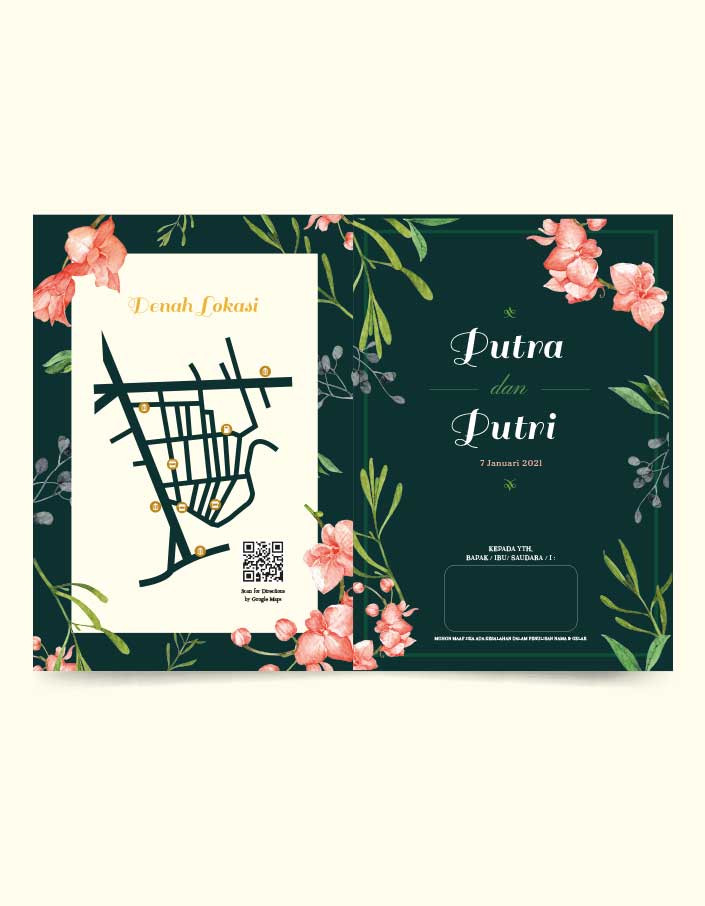 Denah Lokasi
Scan for Directions
by Google Maps
Putra
dan
Putri
7 Januari 2021
KEPADA YTH,
BAPAK / IBU/ SAUDARA / I :
MOHON MAAF JIKA ADA KESALAHAN DALAM PENULISAN NAMA & GELAR